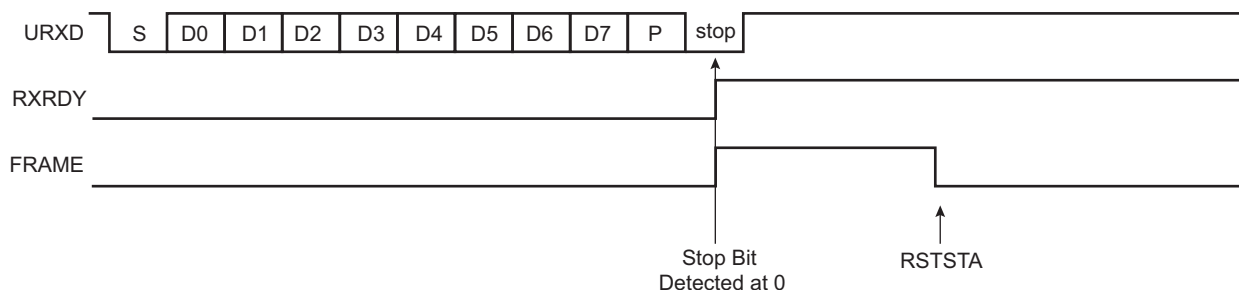 URXD S D0 D1 D2 D3 D4 D5 D6 D7 P stop
RXRDY
FRAME
Stop Bit
Detected at 0
RSTSTA